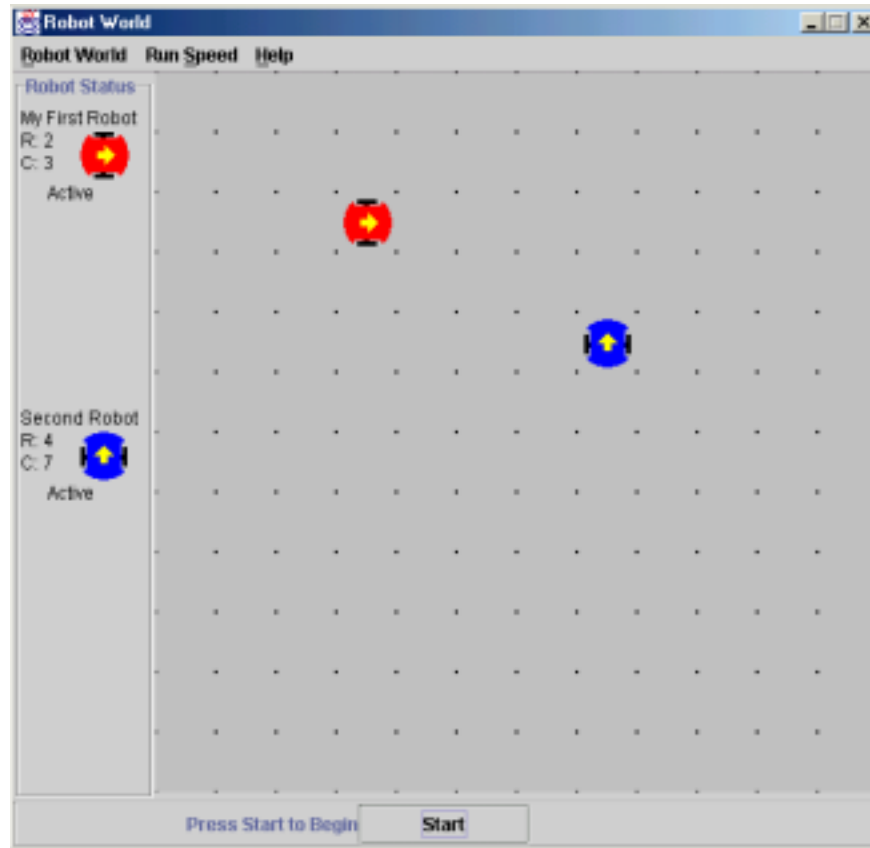 Robot World
Robot World Run Speed Help
Robot Status
My First Robot
R: 2
C: 3
Active
Second Robot
R: 4
C: 7
Active
Press Start to Begin Start